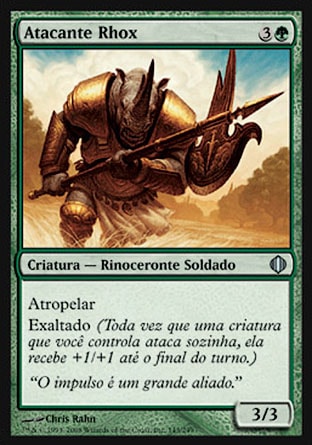 Atacante Rhox 3
Criatura — Rinoceronte Soldado
Atropelar
Exaltado (Toda vez que uma criatura
que você controla ataca sozinha, ela
recebe +1/+1 até o final do turno.)
"O impulso é um grande aliado."
Chris Rahn
3/3